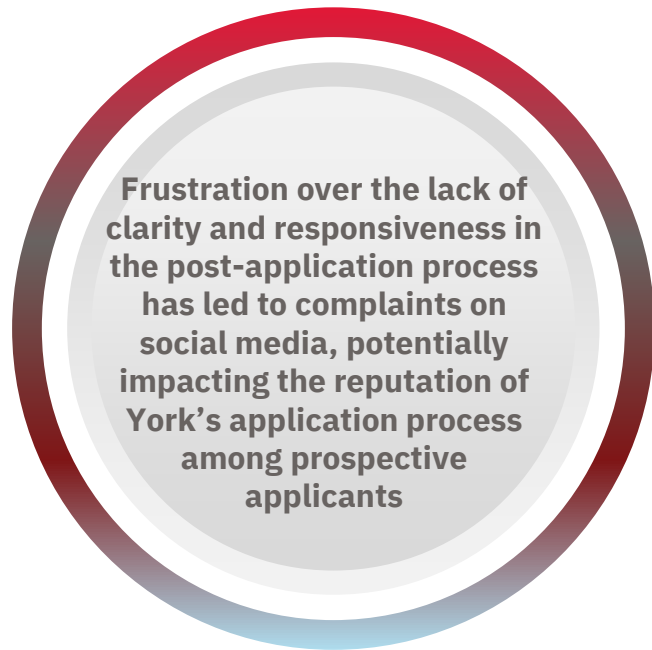 Frustration over the lack of
clarity and responsiveness in
the post-application process
has led to complaints on
social media, potentially
impacting the reputation of
York’s application process
among prospective
applicants